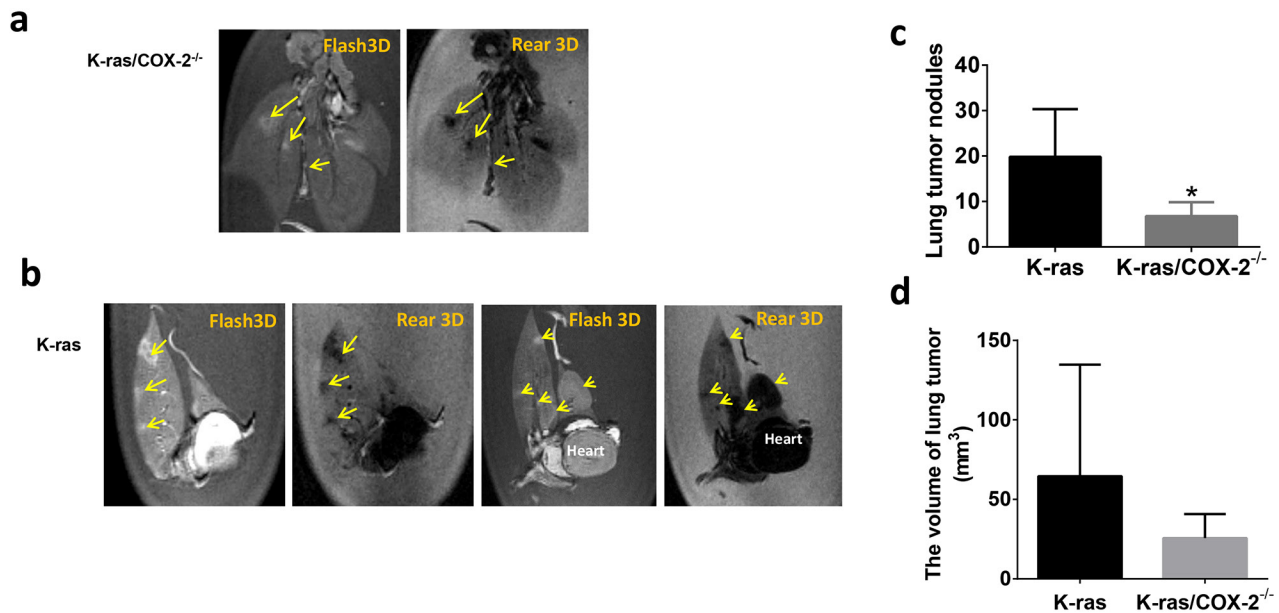 a
K-ras/COX-2-/-
Flash3D
Rear 3D
b
K-ras
Flash3D
Rear 3D
Flash 3D
Heart
Rear 3D
Heart
c
Lung tumor nodules
40
30
20
10
0
*
K-ras
K-ras/COX-2-/-
d
The volume of lung tumor
(mm3)
150
100
50
0
K-ras
K-ras/COX-2-/-